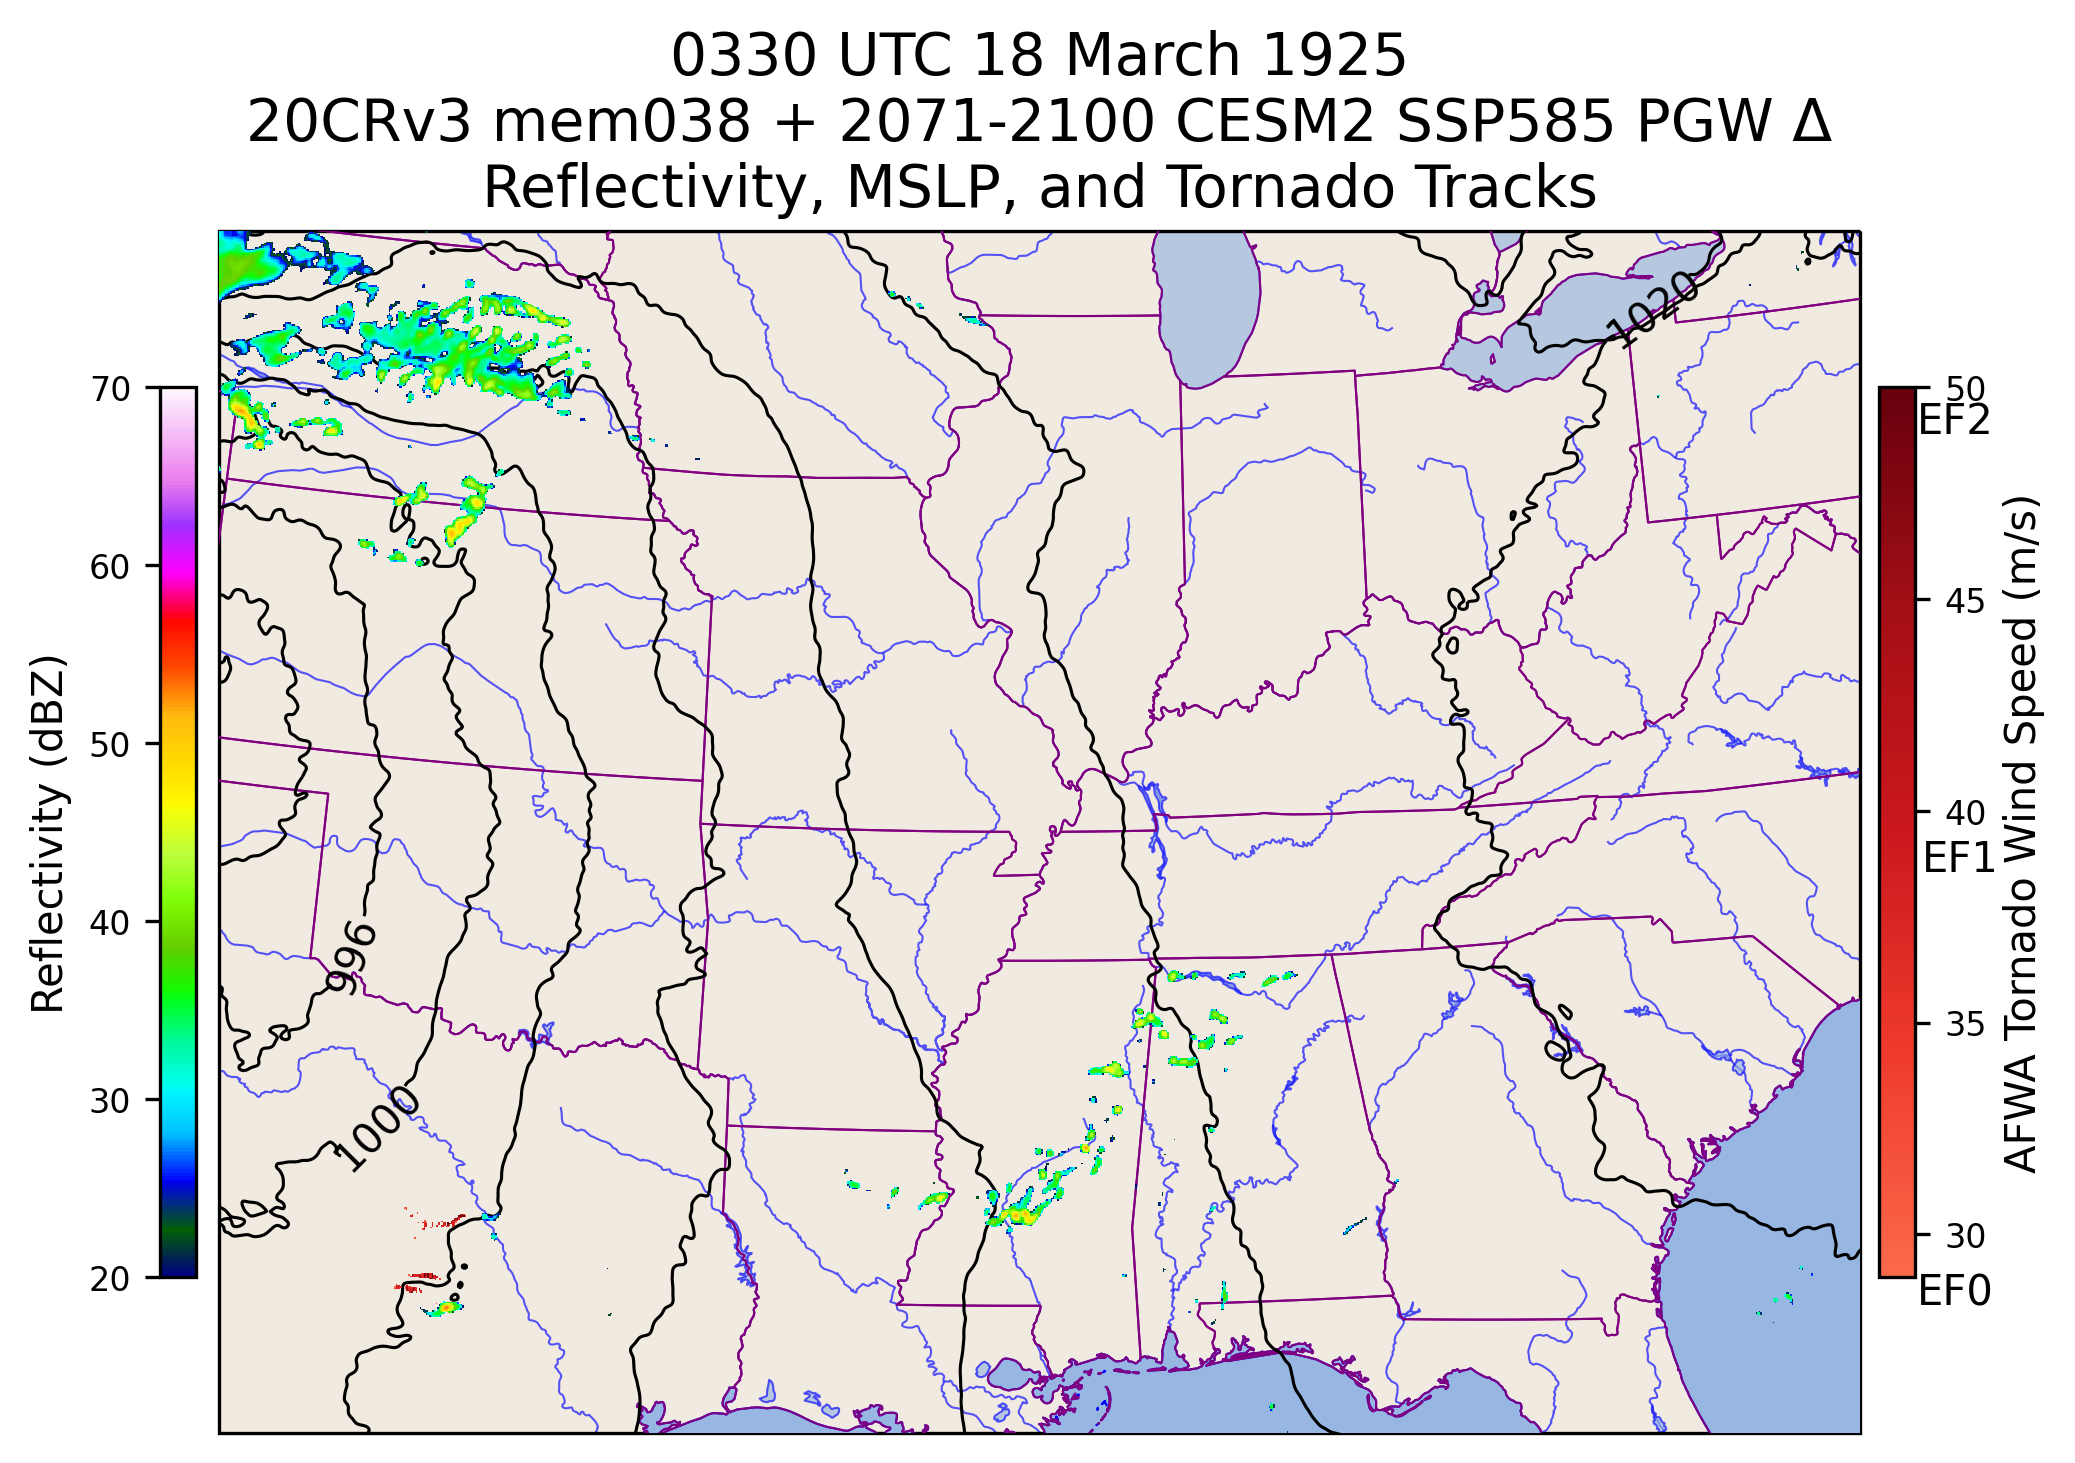 0330 UTC 18 March 1925
20CRv3 mem038 + 2071-2100 CESM2 SSP585 PGW Δ
Reflectivity, MSLP, and Tornado Tracks
1020
996
1000
0
70
60
50
40
30
20
Reflectivity (dBZ)
50
EF2
45
40
EF1
35
30
EF0
AFWA Tornado Wind Speed (m/s)